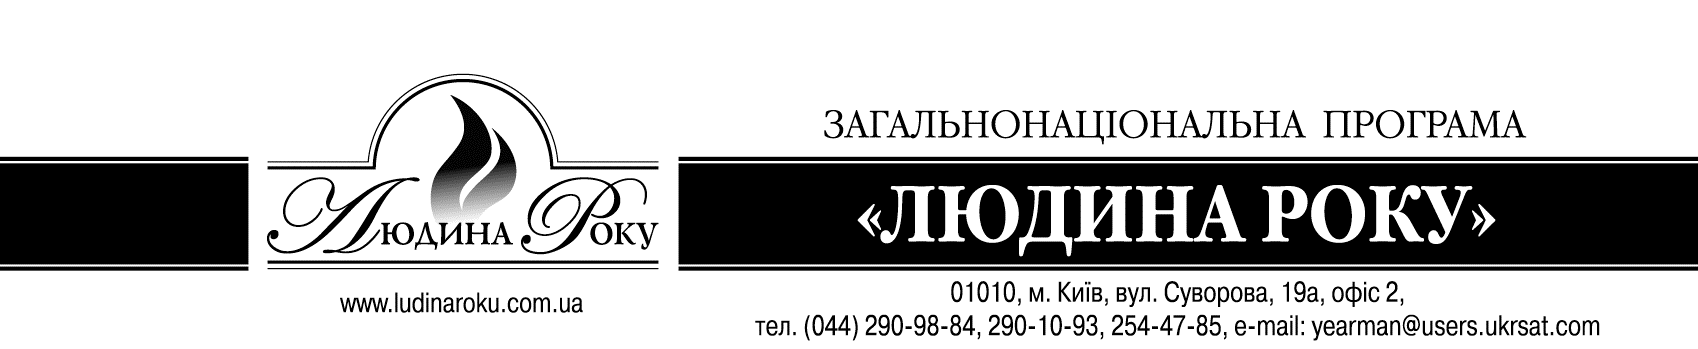 Людина Року
www.ludinaroku.com.ua
ЗАГАЛЬНОНАЦІОНАЛЬНА ПРОГРАМА
«ЛЮДИНА РОКУ»
01010, м. Київ, вул. Суворова, 19а, офіс 2,
тел. (044) 290-98-84, 290-10-93, 254-47-85, e-mail: yearman@users.ukrsat.com